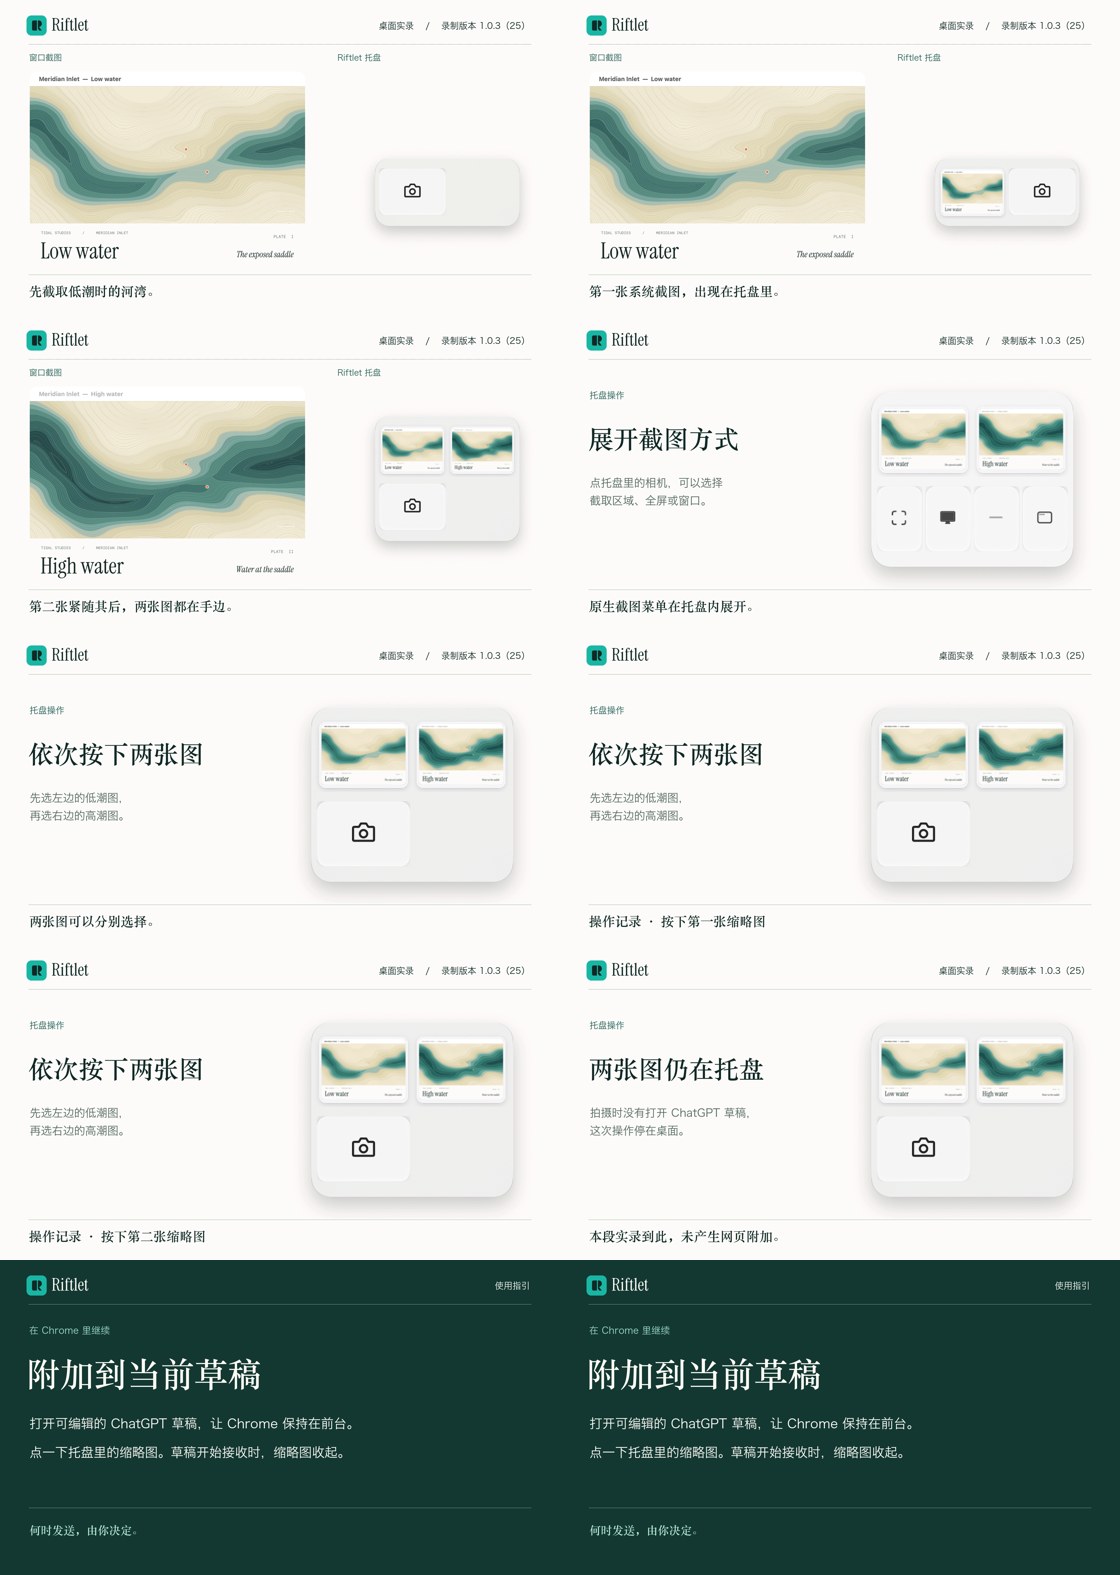 Riftlet
桌面实录 / 录制版本 1.0.3（25）
窗口截图
Riftlet 托盘
Meridian Inlet — Low water
TIDAL STUDIES / MERIDIAN INLET
PLATE I
Low water
The exposed saddle
先截取低潮时的河湾。
Riftlet
桌面实录 / 录制版本 1.0.3（25）
窗口截图
Riftlet 托盘
Meridian Inlet — Low water
TIDAL STUDIES / MERIDIAN INLET
PLATE I
Low water
The exposed saddle
Low water
第一张系统截图，出现在托盘里。
Riftlet
桌面实录 / 录制版本 1.0.3（25）
窗口截图
Riftlet 托盘
Meridian Inlet — High water
TIDAL STUDIES / MERIDIAN INLET
PLATE II
High water
Water at the saddle
Low water
High water
第二张紧随其后，两张图都在手边。
Riftlet
桌面实录 / 录制版本 1.0.3（25）
托盘操作
展开截图方式
点托盘里的相机，可以选择
截取区域、全屏或窗口。
Low water
High water
原生截图菜单在托盘内展开。
Riftlet
桌面实录 / 录制版本 1.0.3（25）
托盘操作
依次按下两张图
先选左边的低潮图，
再选右边的高潮图。
Low water
High water
两张图可以分别选择。
Riftlet
桌面实录 / 录制版本 1.0.3（25）
托盘操作
依次按下两张图
先选左边的低潮图，
再选右边的高潮图。
Low water
High water
操作记录 · 按下第一张缩略图
Riftlet
桌面实录 / 录制版本 1.0.3（25）
托盘操作
依次按下两张图
先选左边的低潮图，
再选右边的高潮图。
Low water
High water
操作记录 · 按下第二张缩略图
Riftlet
桌面实录 / 录制版本 1.0.3（25）
托盘操作
两张图仍在托盘
拍摄时没有打开 ChatGPT 草稿，
这次操作停在桌面。
Low water
High water
本段实录到此，未产生网页附加。
Riftlet
使用指引
在 Chrome 里继续
附加到当前草稿
打开可编辑的 ChatGPT 草稿，让 Chrome 保持在前台。
点一下托盘里的缩略图。草稿开始接收时，缩略图收起。
何时发送，由你决定。
Riftlet
使用指引
在 Chrome 里继续
附加到当前草稿
打开可编辑的 ChatGPT 草稿，让 Chrome 保持在前台。
点一下托盘里的缩略图。草稿开始接收时，缩略图收起。
何时发送，由你决定。